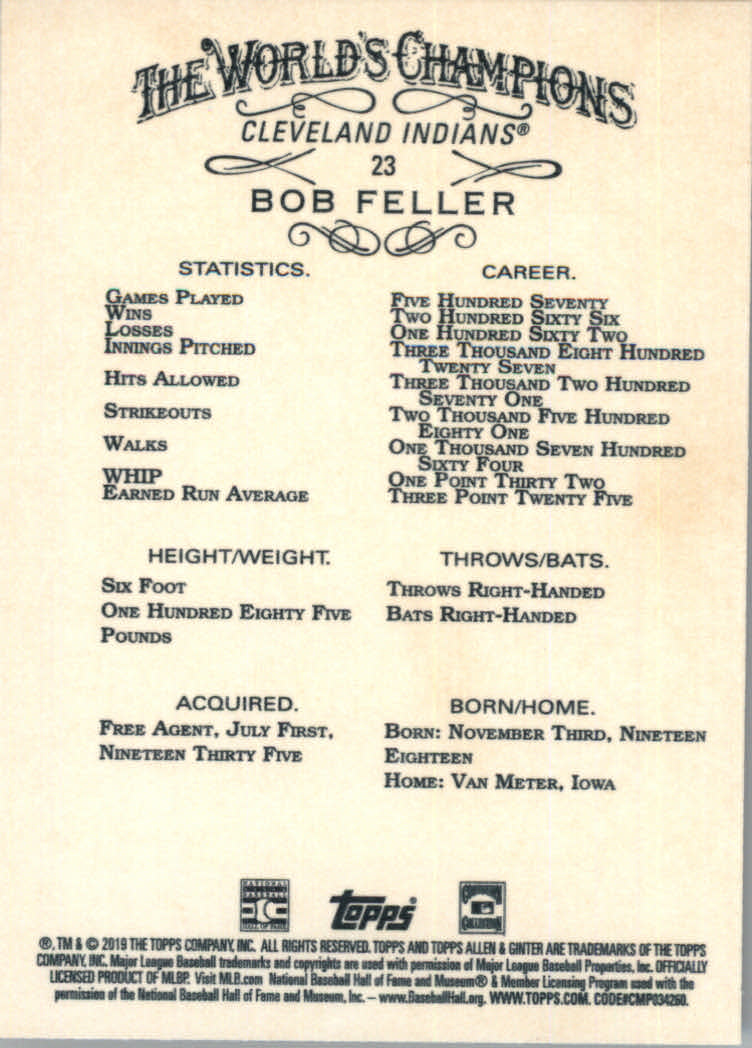 THE WORLD'S CHAMPIONS
CLEVELAND INDIANS®
23
BOB FELLER
STATISTICS.
GAMES PLAYED
WINS
LOSSES
INNINGS PITCHED
HITS ALLOWED
STRIKEOUTS
WALKS
WHIP
EARNED RUN AVERAGE
CAREER.
FIVE HUNDRED SEVENTY
TWO HUNDRED SIXTY SIX
ONE HUNDRED SIXTY TWO
THREE THOUSAND EIGHT HUNDRED
TWENTY SEVEN
THREE THOUSAND TWO HUNDRED
SEVENTY ONE
TWO THOUSAND FIVE HUNDRED
EIGHTY ONE
ONE THOUSAND SEVEN HUNDRED
SIXTY FOUR
ONE POINT THIRTY TWO
THREE POINT TWENTY FIVE
HEIGHT/WEIGHT.
SIX FOOT
ONE HUNDRED EIGHTY FIVE
POUNDS
THROWS/BATS.
THROWS RIGHT-HANDED
BATS RIGHT-HANDED
ACQUIRED.
FREE AGENT, JULY FIRST,
NINETEEN THIRTY FIVE
BORN/HOME.
BORN: NOVEMBER THIRD, NINETEEN
EIGHTEEN
HOME: VAN METER, IOWA
NATIONAL
BASEBALL
HALL OF FAME
Topps
COOPERSTOWN
COLLECTION
®, TM & © 2019 THE TOPPS COMPANY, INC. ALL RIGHTS RESERVED. TOPPS AND TOPPS ALLEN & GINTER ARE TRADEMARKS OF THE TOPPS
COMPANY, INC. Major League Baseball trademarks and copyrights are used with permission of Major League Baseball Properties, Inc. OFFICIALLY
LICENSED PRODUCT OF MLBP. Visit MLB.com National Baseball Hall of Fame and Museum® & Member Licensing Program used with the
permission of the National Baseball Hall of Fame and Museum, Inc. – www.BaseballHall.org. WWW.TOPPS.COM. CODE#CMP034260.